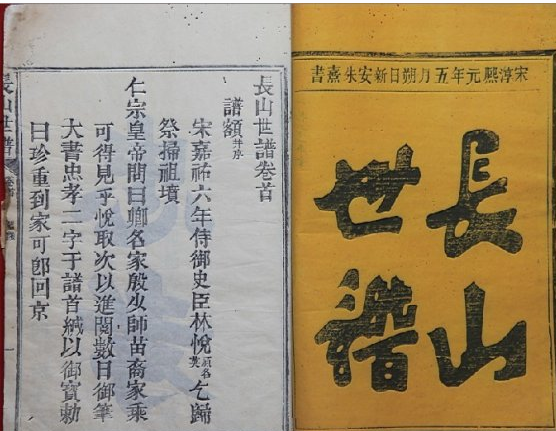 宋淳熙元年五月朔日新安朱熹書
長山
世譜
長山世譜卷首
譜額
宋嘉祐六年侍御史臣林悅乞歸
祭掃祖墳
仁宗皇帝問曰卿名家殷少師苗裔家乘
可得見乎悅取次以進閱數日御筆
大書忠孝二字于譜首緘以御寶勅
曰珍重到家可即回京
長山世譜
一